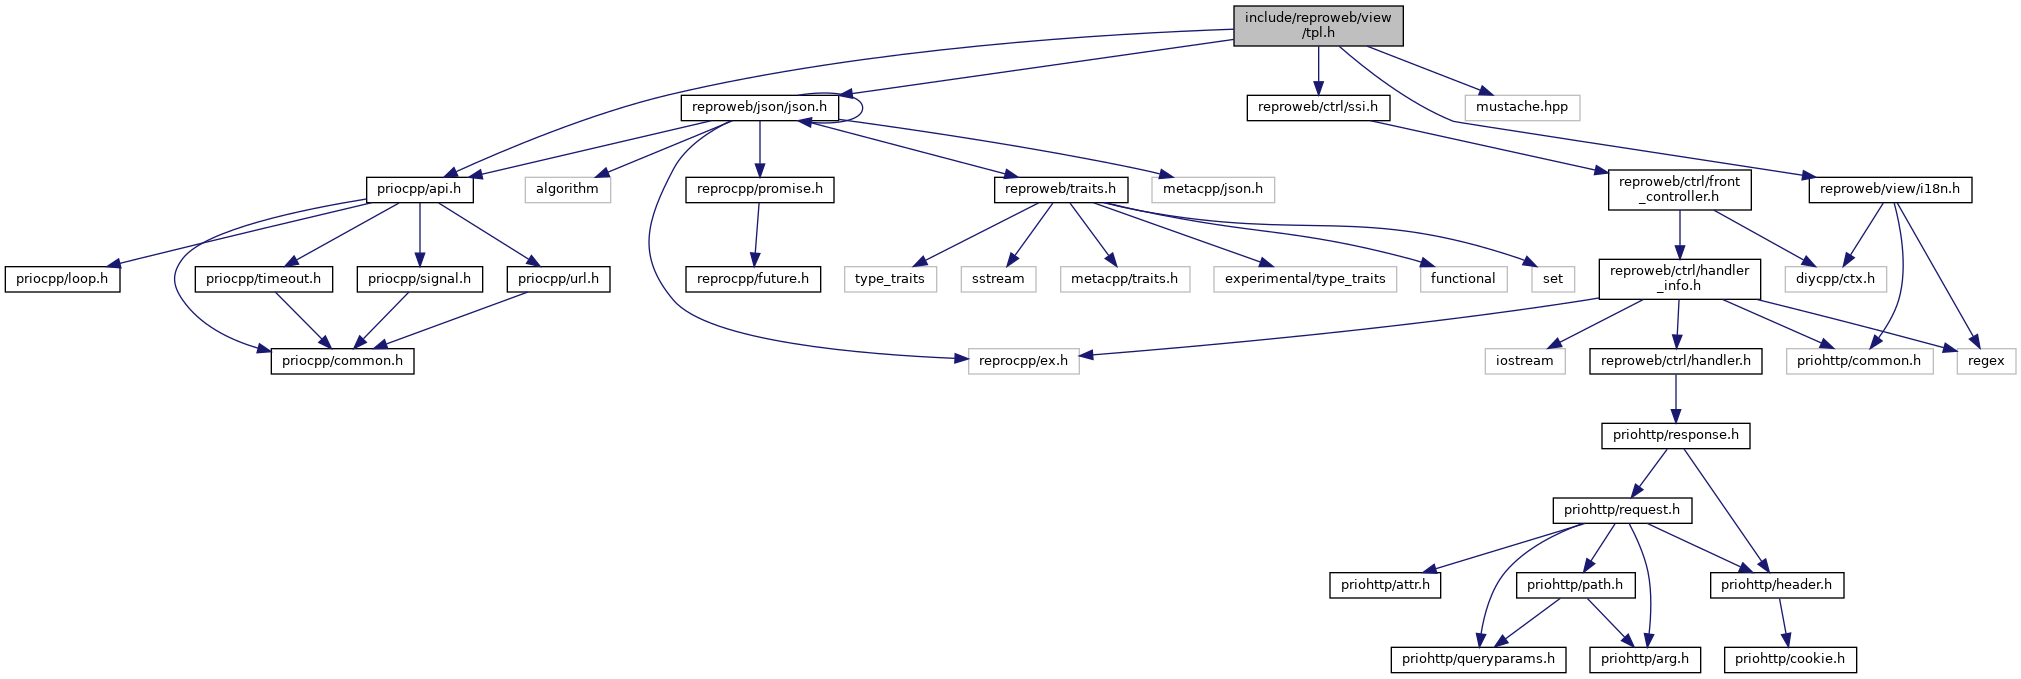 include/reproweb/view
/tpl.h
reproweb/json/json.h
reproweb/ctrl/ssi.h
mustache.hpp
priocpp/api.h
algorithm
reprocpp/promise.h
reproweb/traits.h
metacpp/json.h
reproweb/ctrl/front
_controller.h
reproweb/view/i18n.h
priocpp/loop.h
priocpp/timeout.h
priocpp/signal.h
priocpp/url.h
reprocpp/future.h
type_traits
sstream
metacpp/traits.h
experimental/type_traits
functional
set
reproweb/ctrl/handler
_info.h
diycpp/ctx.h
priocpp/common.h
reprocpp/ex.h
iostream
reproweb/ctrl/handler.h
priohttp/common.h
regex
priohttp/response.h
priohttp/request.h
priohttp/attr.h
priohttp/path.h
priohttp/header.h
priohttp/queryparams.h
priohttp/arg.h
priohttp/cookie.h